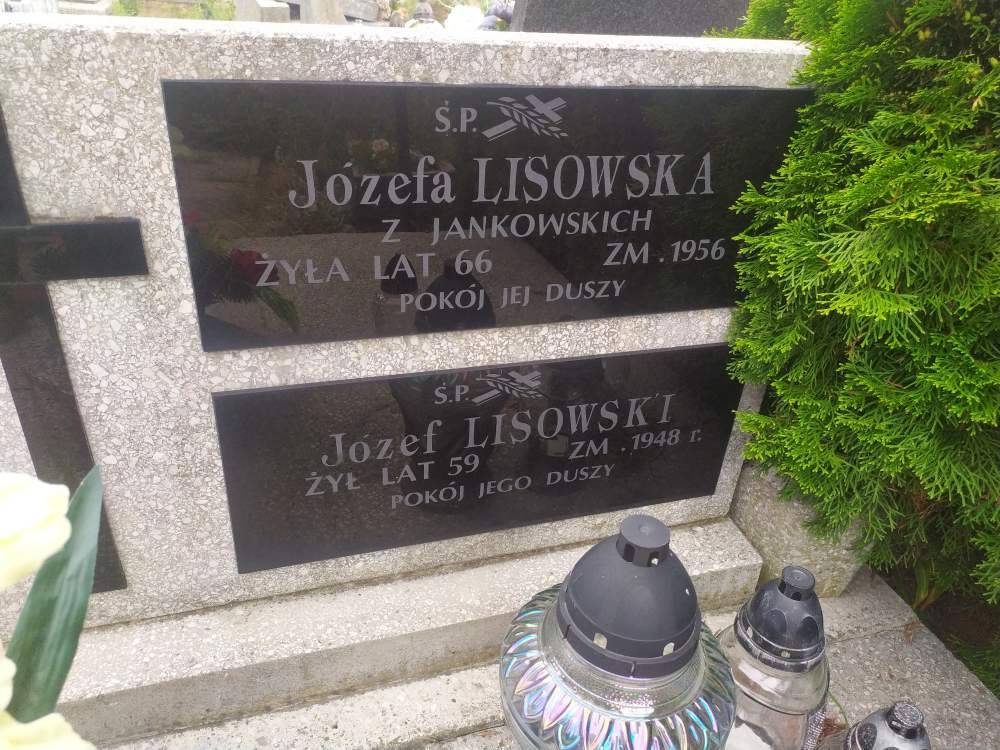 Ś.P.
Józefa LISOWSKA
Z JANKOWSKICH
ŻYŁA LAT 66 ZM. 1956
POKÓJ JEJ DUSZY
Ś.P.
Józef LISOWSKI
ŻYŁ LAT 59 ZM. 1948 r.
POKÓJ JEGO DUSZY